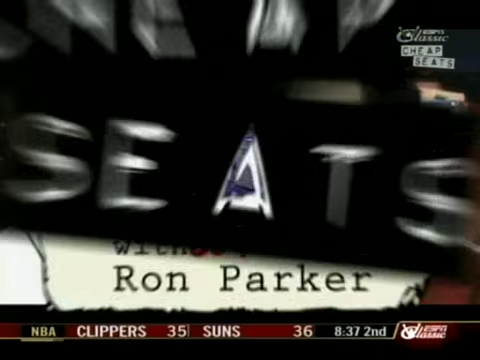 ESPN
Classic
CHEAP
SEATS
SEATS
Ron Parker
NBA CLIPPERS 35 SUNS 36 8:37 2nd ESPN Classic